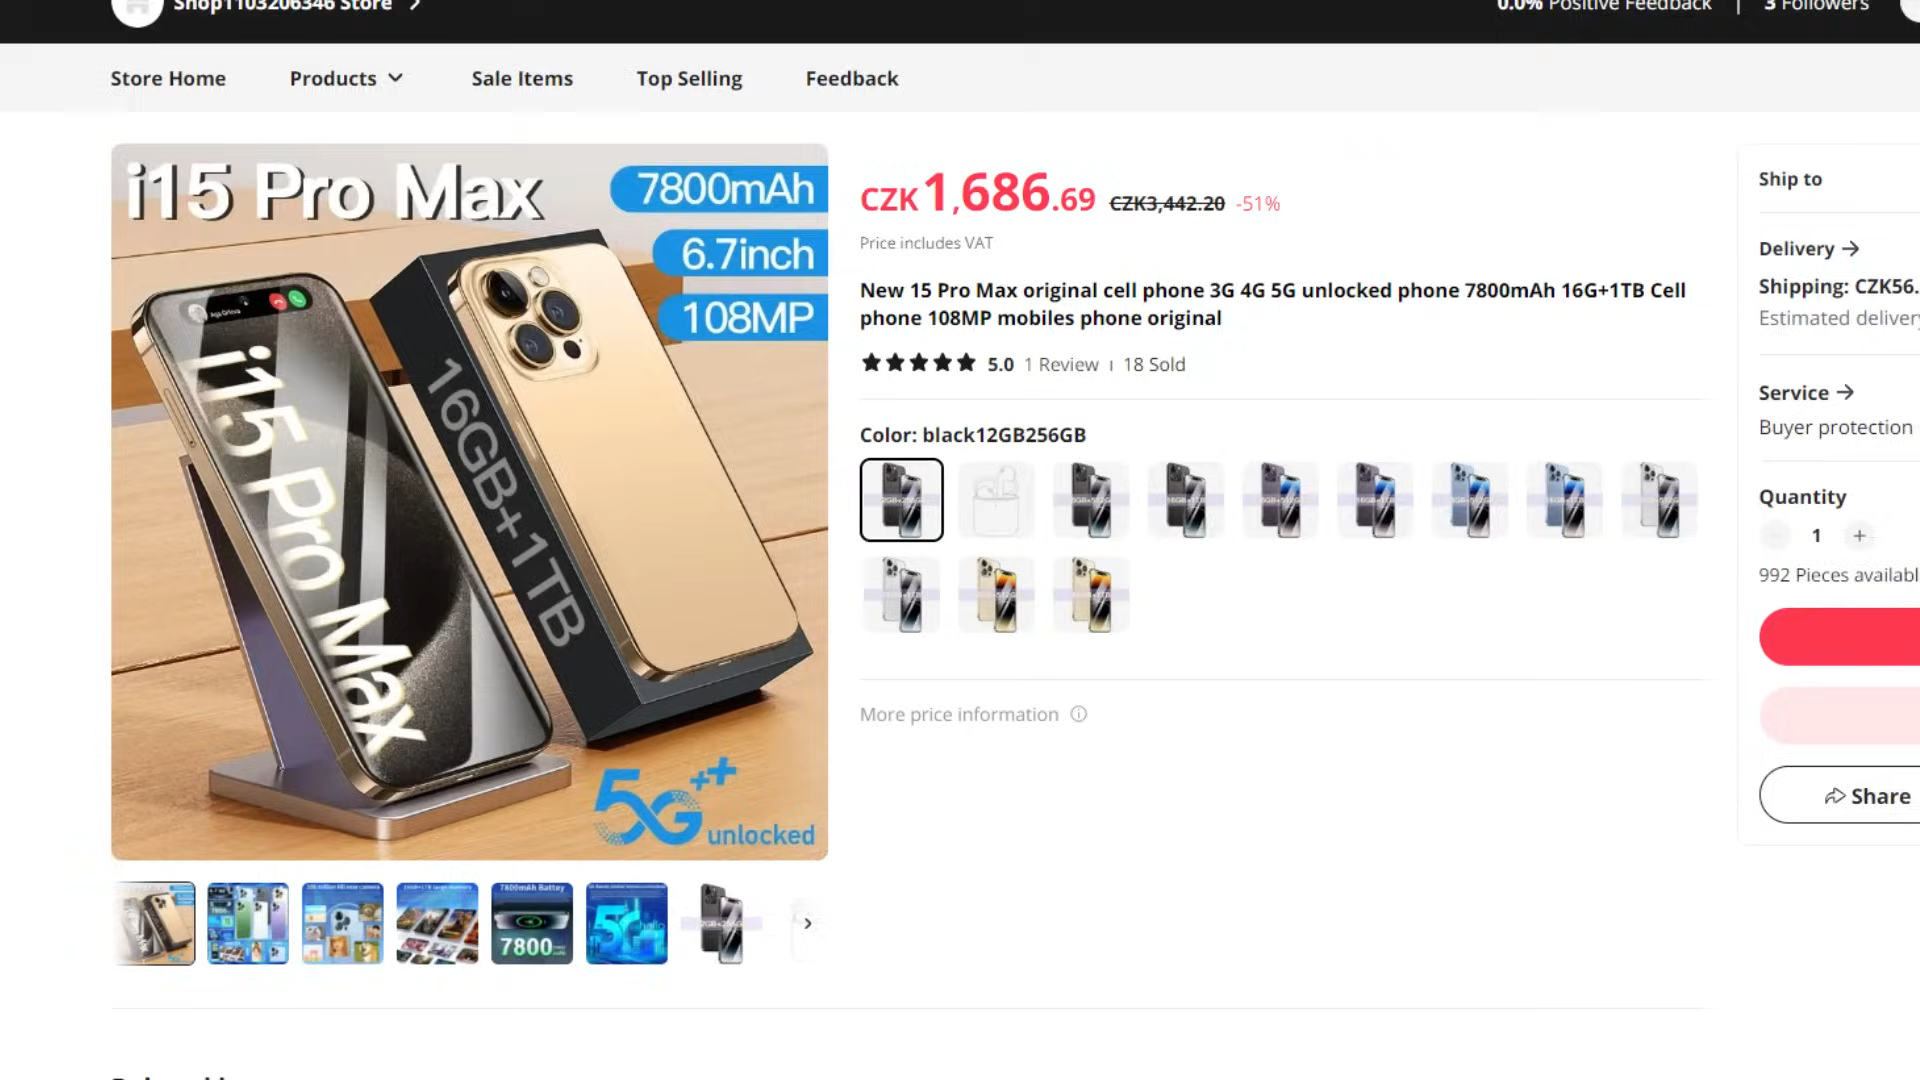 Shop1103206346 Store
0.0% Positive Feedback | 3 Followers
Store Home
Products
Sale Items
Top Selling
Feedback
i15 Pro Max
7800mAh
6.7inch
108MP
i15 Pro Max
16GB+1TB
5G++
unlocked
CZK1,686.69 CZK3,442.20 -51%
Price includes VAT
New 15 Pro Max original cell phone 3G 4G 5G unlocked phone 7800mAh 16G+1TB Cell
phone 108MP mobiles phone original
5.0 1 Review 18 Sold
Color: black12GB256GB
More price information
Ship to
Delivery
Shipping: CZK56.
Estimated delivery
Service
Buyer protection
Quantity
1 +
992 Pieces availabl
Share
7800mAh Battey
7800
5G